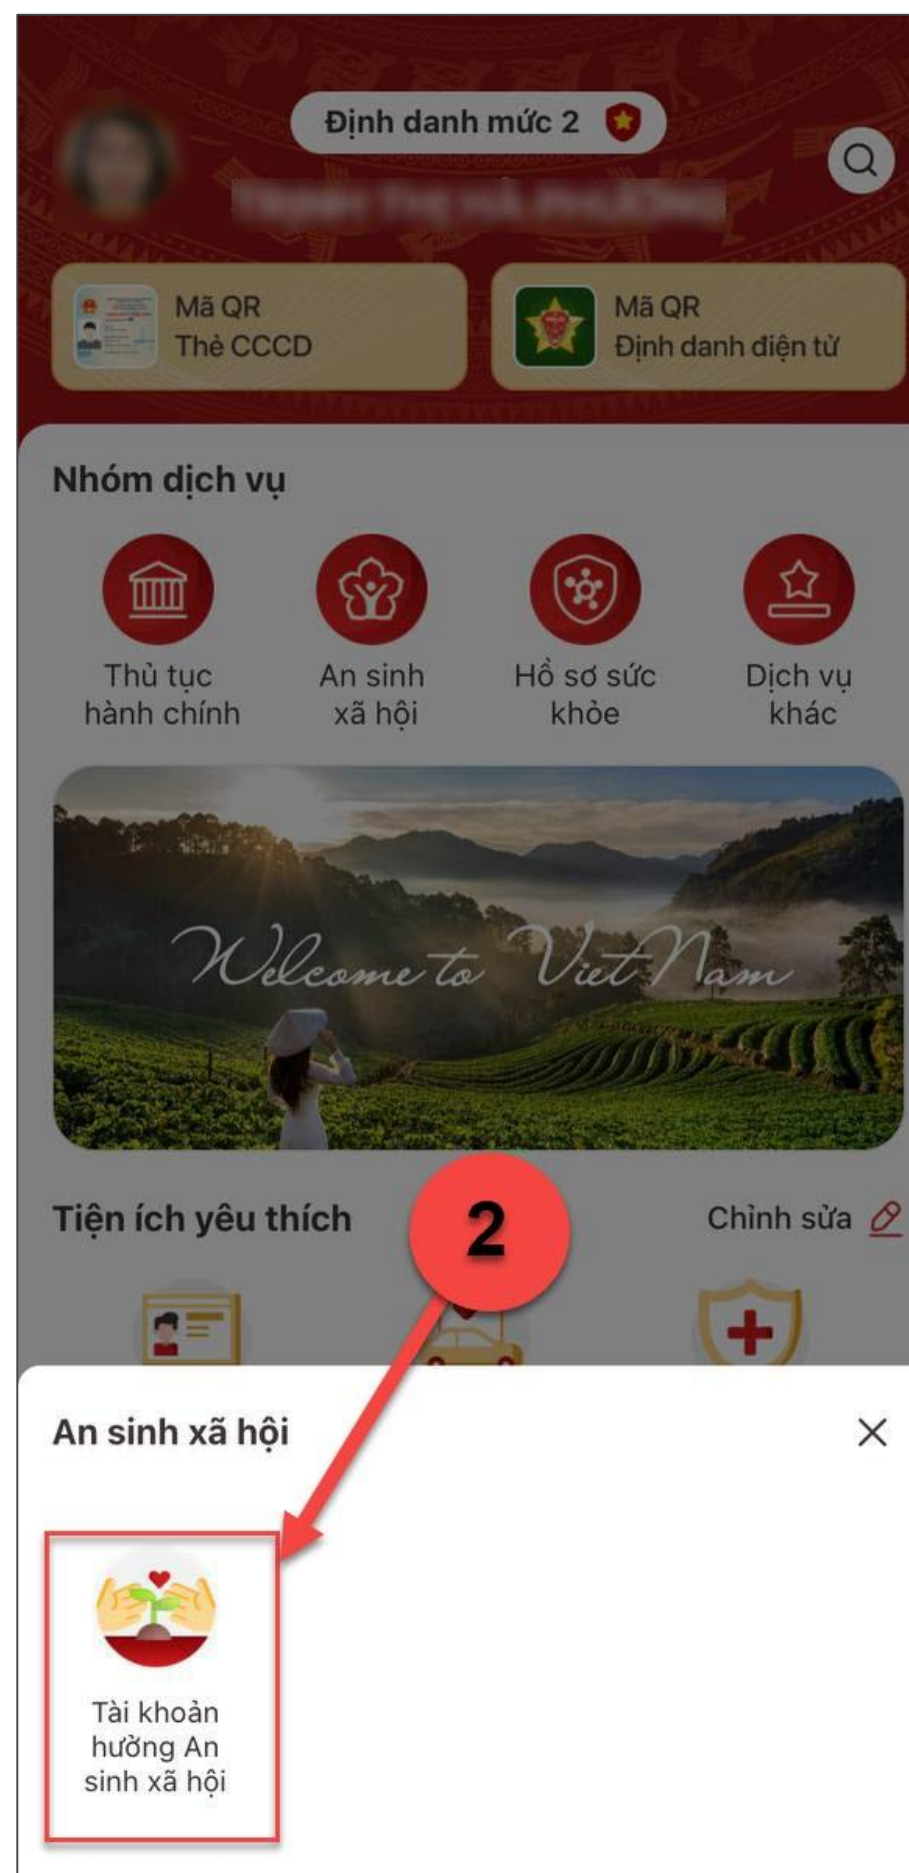 Định danh mức 2
Mã QR
Thẻ CCCD
Mã QR
Định danh điện tử
Nhóm dịch vụ
Thủ tục
hành chính
An sinh
xã hội
Hồ sơ sức
khỏe
Dịch vụ
khác
Welcome to VietNam
Tiện ích yêu thích
2
Chỉnh sửa
An sinh xã hội
Tài khoản
hưởng An
sinh xã hội